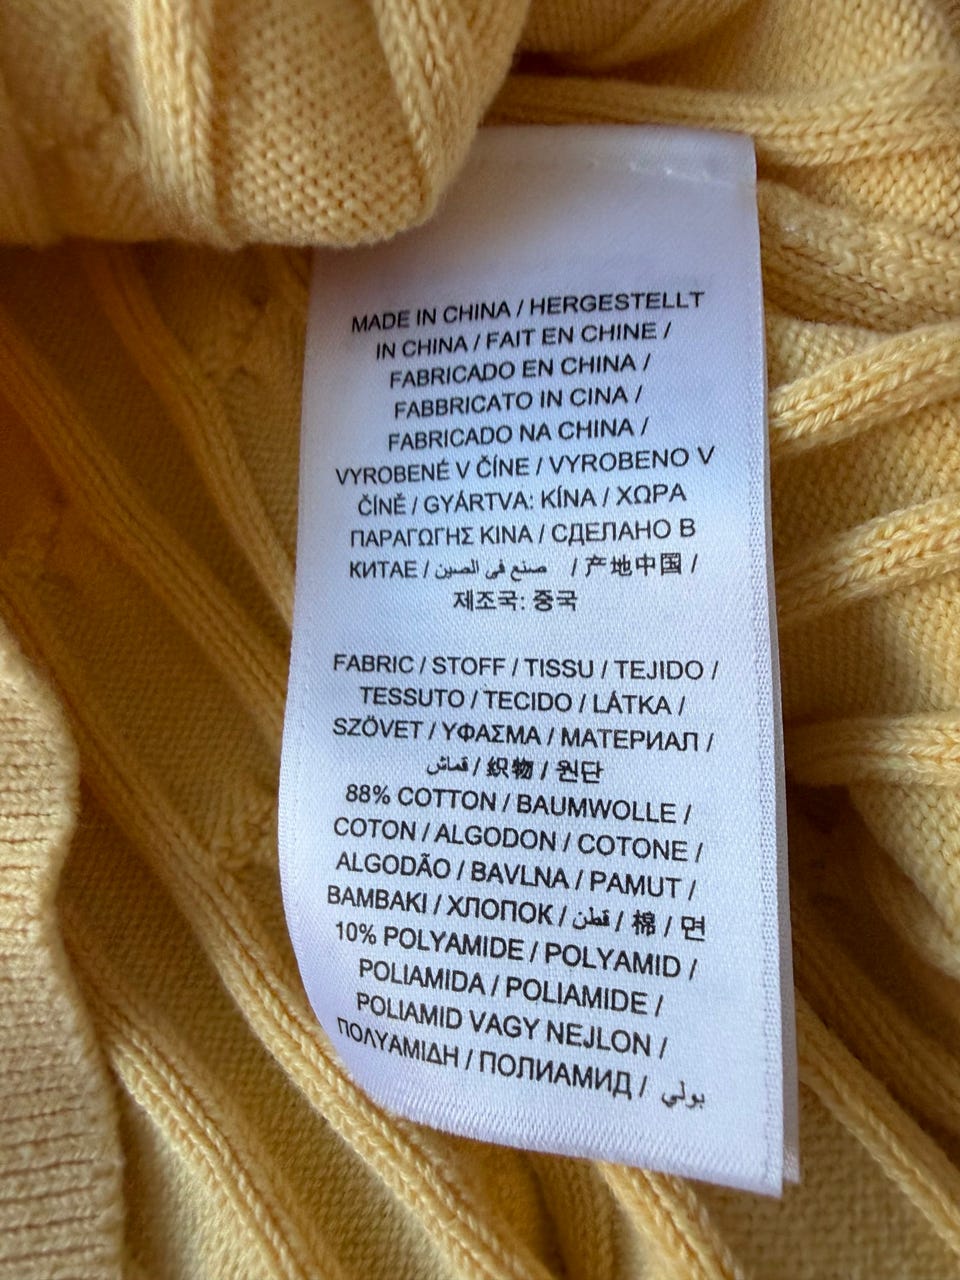 MADE IN CHINA / HERGESTELLT
IN CHINA / FAIT EN CHINE /
FABRICADO EN CHINA /
FABBRICATO IN CINA /
FABRICADO NA CHINA /
VYROBENÉ V ČÍNE / VYROBENO V
ČÍNĚ / GYÁRTVA: KÍNA / ΧΩΡΑ
ΠΑΡΑΓΩΓΗΣ ΚΙΝΑ / СДЕЛАНО В
КИТАЕ / صنع في الصين / 产地中国 /
제조국: 중국
FABRIC / STOFF / TISSU / TEJIDO /
TESSUTO / TECIDO / LÁTKA /
SZÖVET / ΥΦΑΣΜΑ / МАТЕРИАЛ /
قماش / 織物 / 원단
88% COTTON / BAUMWOLLE /
COTON / ALGODON / COTONE /
ALGODÃO / BAVLNA / PAMUT /
BAMBAKI / ХЛОПОК / قطن / 棉 / 면
10% POLYAMIDE / POLYAMID /
POLIAMIDA / POLIAMIDE /
POLIAMID VAGY NEJLON /
ΠΟΛΥΑΜΙΔΗ / ПОЛИАМИД / بولي